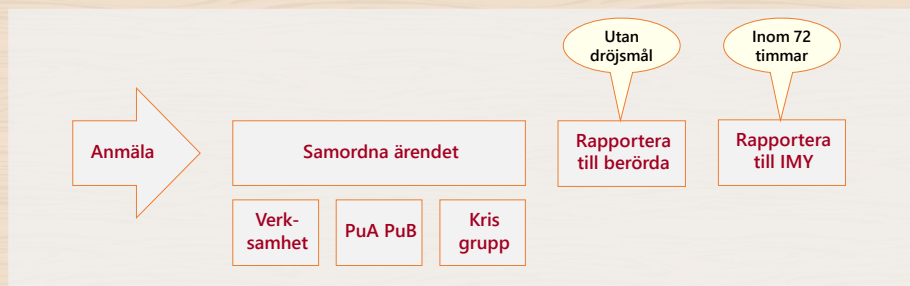 Utan
dröjsmål
Inom 72
timmar
Anmäla
Samordna ärendet
Rapportera
till berörda
Rapportera
till IMY
Verk-
samhet
PuA PuB
Kris
grupp